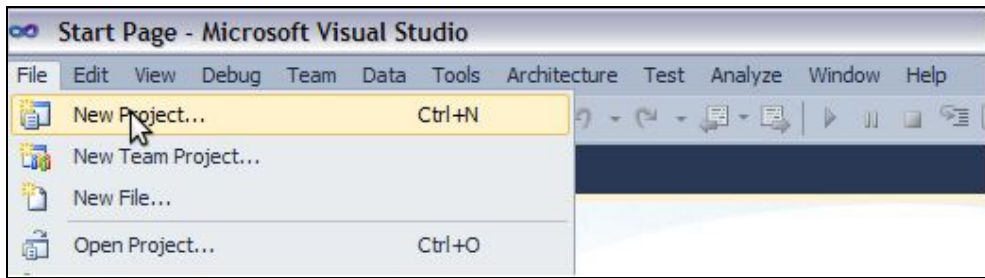 Start Page - Microsoft Visual Studio
File Edit View Debug Team Data Tools Architecture Test Analyze Window Help
New Project... Ctrl+N
New Team Project...
New File...
Open Project... Ctrl+O